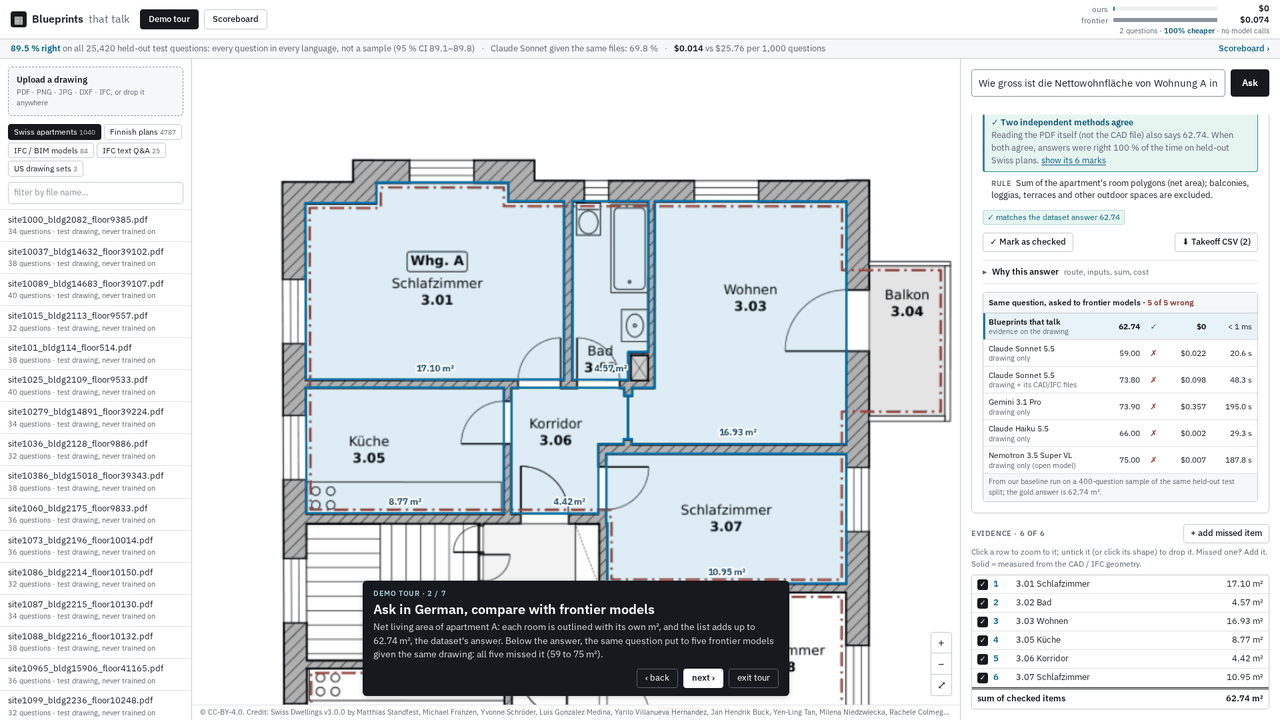 Blueprints that talk
Demo tour
Scoreboard
ours $0
frontier $0.074
2 questions · 100% cheaper · no model calls
89.5 % right on all 25,420 held-out test questions: every question in every language, not a sample (95 % CI 89.1–89.8) · Claude Sonnet given the same files: 69.8 % · $0.014 vs $25.76 per 1,000 questions
Scoreboard ›
Upload a drawing
PDF · PNG · JPG · DXF · IFC, or drop it
anywhere
Swiss apartments 1040
Finnish plans 4787
IFC / BIM models 84
IFC text Q&A 25
US drawing sets 3
filter by file name...
site1000_bldg2082_floor9385.pdf
34 questions · test drawing, never trained on
site10037_bldg14632_floor39102.pdf
38 questions · test drawing, never trained on
site10089_bldg14683_floor39107.pdf
40 questions · test drawing, never trained on
site1015_bldg2113_floor9557.pdf
32 questions · test drawing, never trained on
site101_bldg114_floor514.pdf
38 questions · test drawing, never trained on
site1025_bldg2109_floor9533.pdf
40 questions · test drawing, never trained on
site10279_bldg14891_floor39224.pdf
34 questions · test drawing, never trained on
site1036_bldg2128_floor9886.pdf
32 questions · test drawing, never trained on
site10386_bldg15018_floor39343.pdf
38 questions · test drawing, never trained on
site1060_bldg2175_floor9833.pdf
36 questions · test drawing, never trained on
site1073_bldg2196_floor10014.pdf
36 questions · test drawing, never trained on
site1086_bldg2214_floor10150.pdf
32 questions · test drawing, never trained on
site1087_bldg2215_floor10130.pdf
34 questions · test drawing, never trained on
site1088_bldg2216_floor10132.pdf
38 questions · test drawing, never trained on
site10965_bldg15906_floor41165.pdf
36 questions · test drawing, never trained on
site1099_bldg2236_floor10248.pdf
32 questions · test drawing, never trained on
Whg. A
Schlafzimmer
3.01
17.10 m²
Bad
4.57 m²
Wohnen
3.03
16.93 m²
Balkon
3.04
Küche
3.05
8.77 m²
Korridor
3.06
4.42 m²
Schlafzimmer
3.07
10.95 m²
mmer
DEMO TOUR · 2 / 7
Ask in German, compare with frontier models
Net living area of apartment A: each room is outlined with its own m², and the list adds up to
62.74 m², the dataset's answer. Below the answer, the same question put to five frontier models
given the same drawing: all five missed it (59 to 75 m²).
‹ back
next ›
exit tour
+
−
⤢
© CC-BY-4.0. Credit: Swiss Dwellings v3.0.0 by Matthias Standfest, Michael Franzen, Yvonne Schröder, Luis Gonzalez Medina, Yarilo Villanueva Hernandez, Jan Hendrik Buck, Yen-Ling Tan, Milena Niedzwiecka, Rachele Colmeg...
Wie gross ist die Nettowohnfläche von Wohnung A in
Ask
✓ Two independent methods agree
Reading the PDF itself (not the CAD file) also says 62.74. When
both agree, answers were right 100 % of the time on held-out
Swiss plans. show its 6 marks
RULE Sum of the apartment's room polygons (net area); balconies,
loggias, terraces and other outdoor spaces are excluded.
✓ matches the dataset answer 62.74
✓ Mark as checked
⬇ Takeoff CSV (2)
▸ Why this answer route, inputs, sum, cost
Same question, asked to frontier models · 5 of 5 wrong
Blueprints that talk 62.74 ✓ $0 < 1 ms
evidence on the drawing
Claude Sonnet 5.5 59.00 ✗ $0.022 20.6 s
drawing only
Claude Sonnet 5.5 73.80 ✗ $0.098 48.3 s
drawing + its CAD/IFC files
Gemini 3.1 Pro 73.90 ✗ $0.357 195.0 s
drawing only
Claude Haiku 5.5 66.00 ✗ $0.002 29.3 s
drawing only
Nemotron 3.5 Super VL 75.00 ✗ $0.007 187.8 s
drawing only (open model)
From our baseline run on a 400-question sample of the same held-out test
split; the gold answer is 62.74 m².
EVIDENCE · 6 OF 6
+ add missed item
Click a row to zoom to it; untick it (or click its shape) to drop it. Missed one? Add it.
Solid = measured from the CAD / IFC geometry.
1 3.01 Schlafzimmer 17.10 m²
2 3.02 Bad 4.57 m²
3 3.03 Wohnen 16.93 m²
4 3.05 Küche 8.77 m²
5 3.06 Korridor 4.42 m²
6 3.07 Schlafzimmer 10.95 m²
sum of checked items 62.74 m²